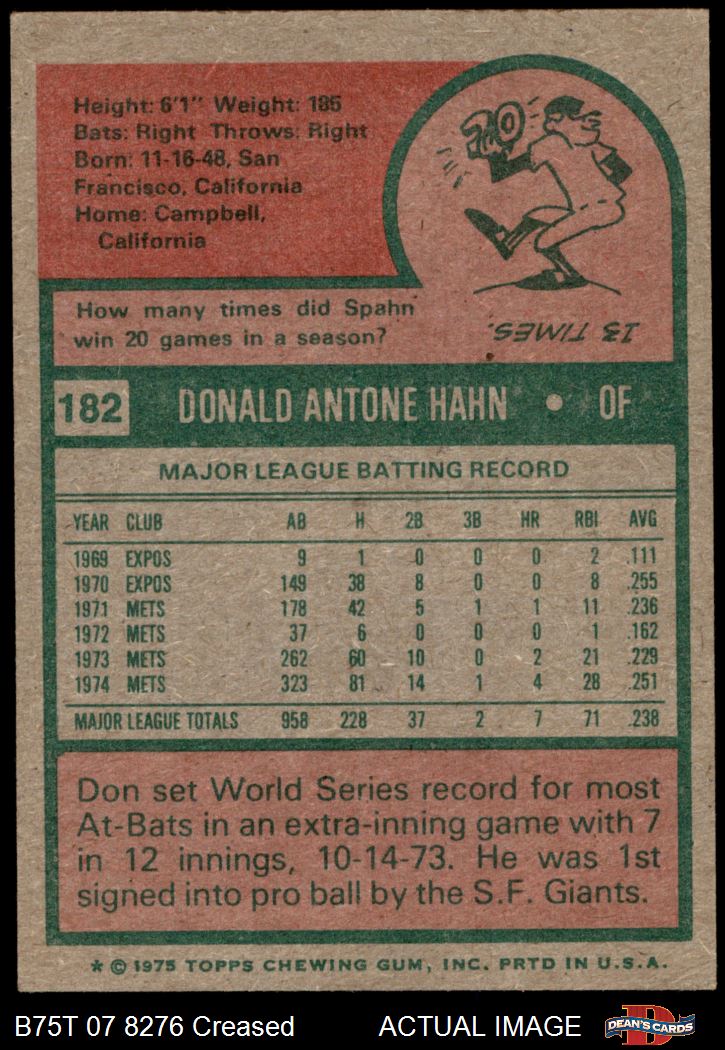 Height: 6'1" Weight: 185
Bats: Right Throws: Right
Born: 11-16-48, San
Francisco, California
Home: Campbell,
California
20
How many times did Spahn
win 20 games in a season?
13 TIMES.
182 DONALD ANTONE HAHN • OF
MAJOR LEAGUE BATTING RECORD
YEAR CLUB AB H 2B 3B HR RBI AVG
1969 EXPOS 9 1 0 0 0 2 .111
1970 EXPOS 149 38 8 0 0 8 .255
1971 METS 178 42 5 1 1 11 .236
1972 METS 37 6 0 0 0 1 .162
1973 METS 262 60 10 0 2 21 .229
1974 METS 323 81 14 1 4 28 .251
MAJOR LEAGUE TOTALS 958 228 37 2 7 71 .238
Don set World Series record for most
At-Bats in an extra-inning game with 7
in 12 innings, 10-14-73. He was 1st
signed into pro ball by the S.F. Giants.
* © 1975 TOPPS CHEWING GUM, INC. PRTD IN U.S.A.
B75T 07 8276 Creased ACTUAL IMAGE
D
DEAN'S CARDS